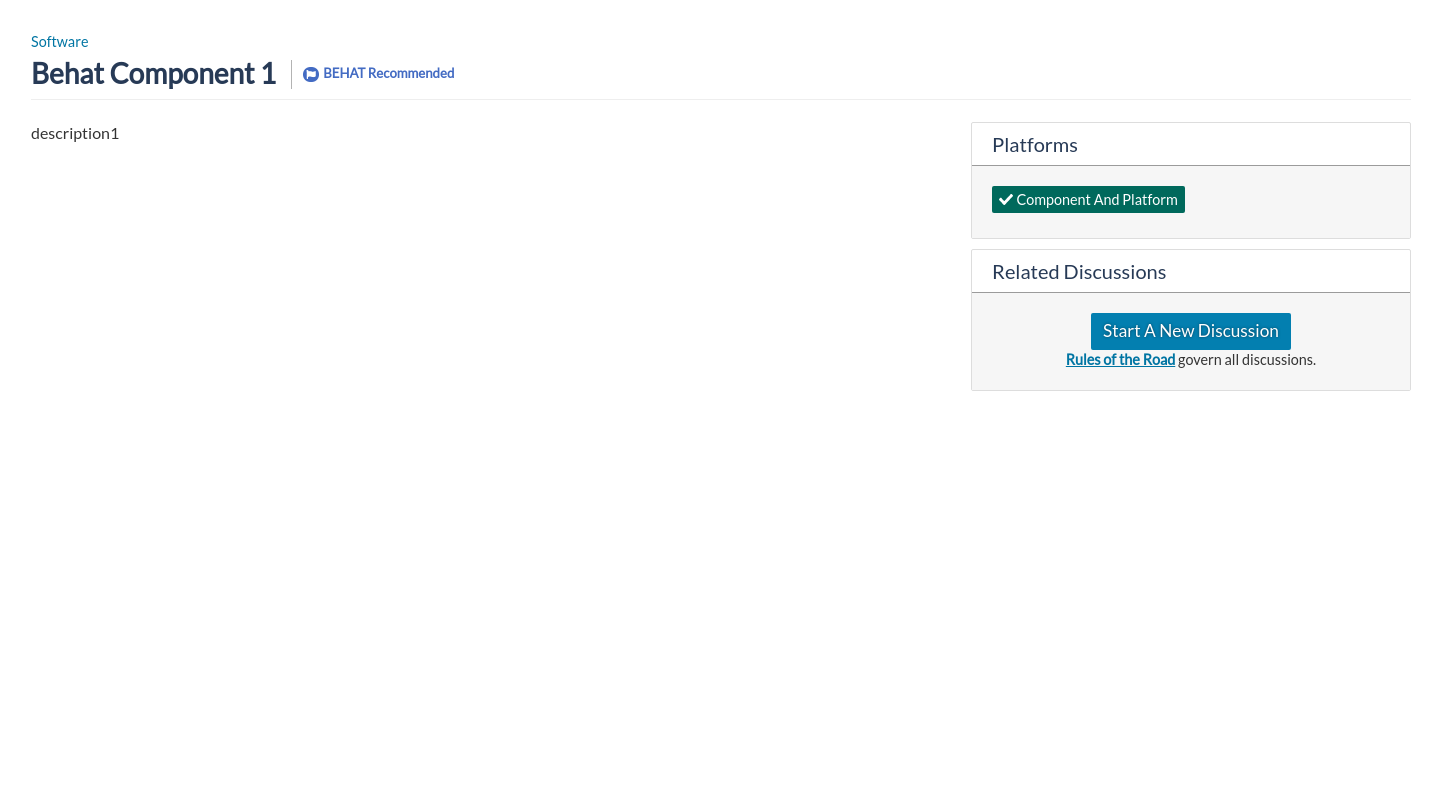 Software
Behat Component 1
BEHAT Recommended
description1
Platforms
Component And Platform
Related Discussions
Start A New Discussion
Rules of the Road govern all discussions.